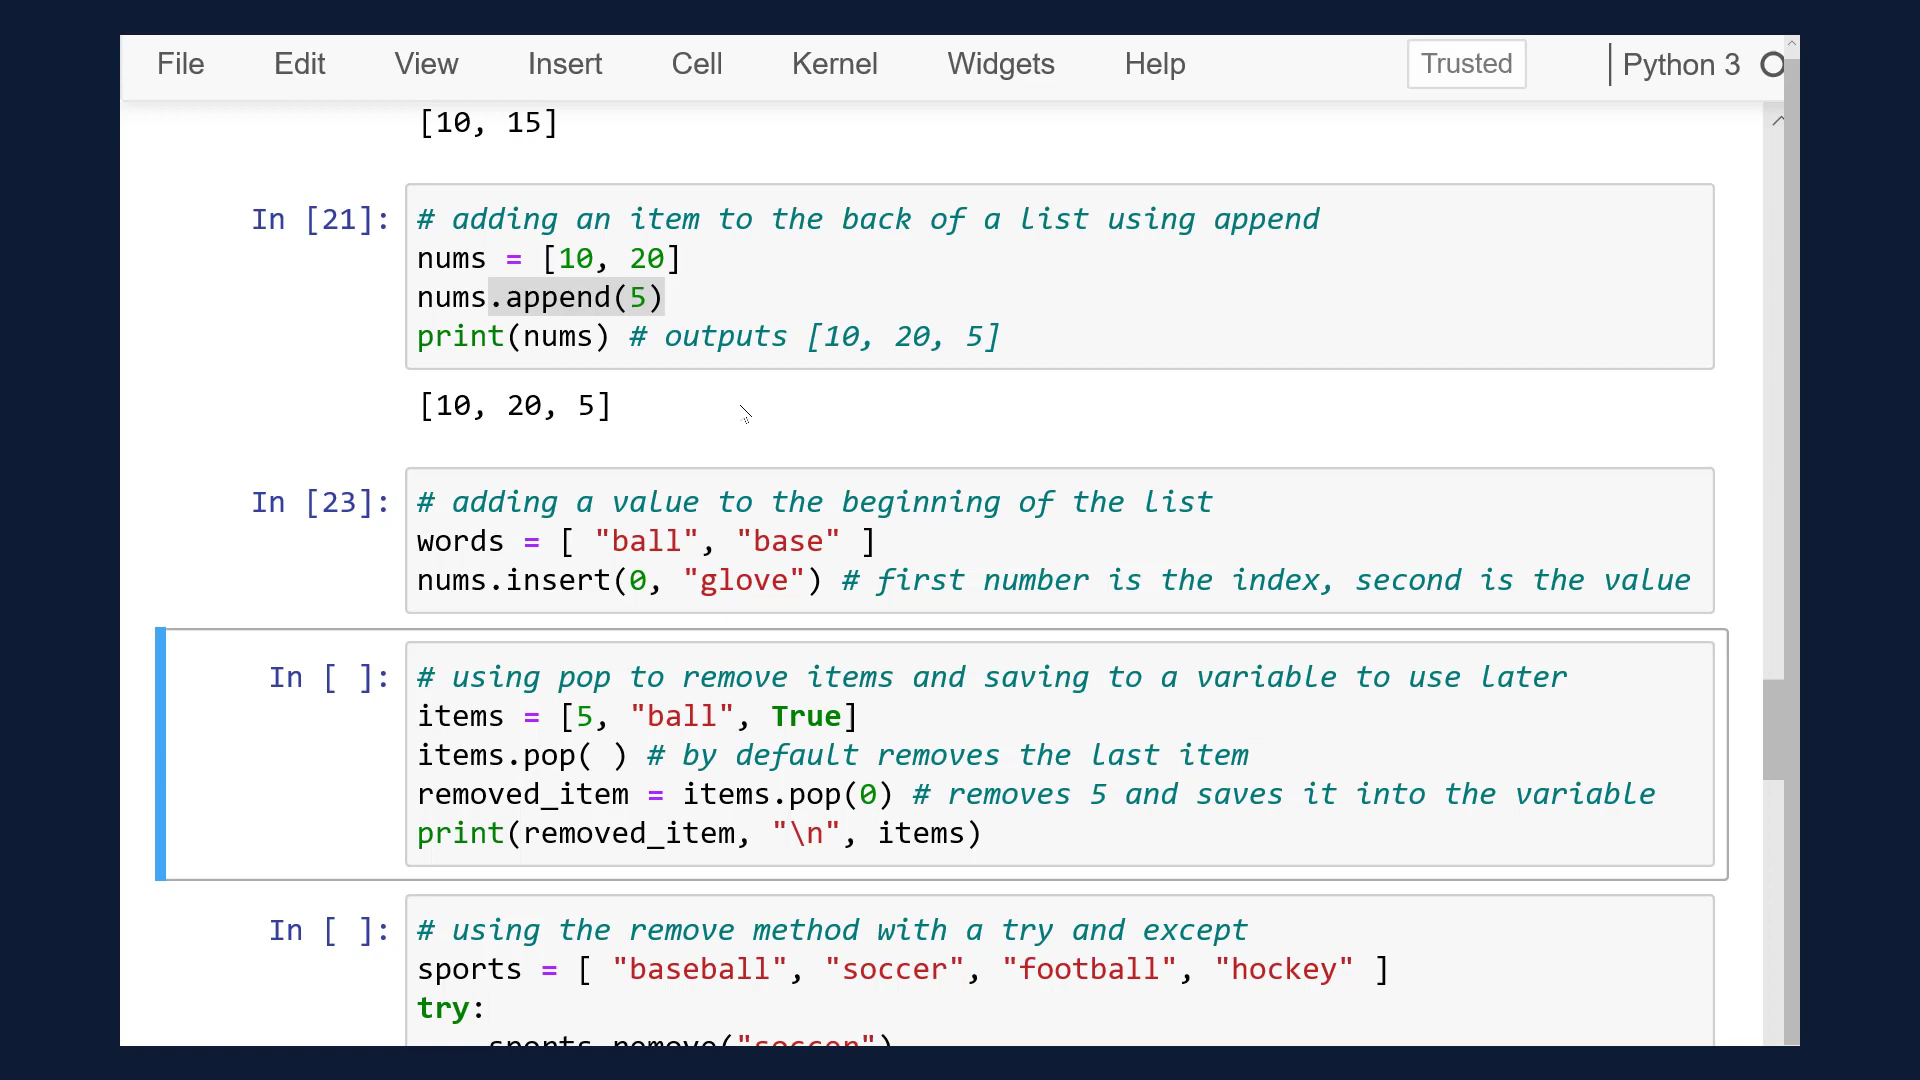 File Edit View Insert Cell Kernel Widgets Help Trusted Python 3
[10, 15]
In [21]: # adding an item to the back of a list using append
nums = [10, 20]
nums.append(5)
print(nums) # outputs [10, 20, 5]
[10, 20, 5]
In [23]: # adding a value to the beginning of the list
words = [ "ball", "base" ]
nums.insert(0, "glove") # first number is the index, second is the value
In [ ]: # using pop to remove items and saving to a variable to use later
items = [5, "ball", True]
items.pop( ) # by default removes the last item
removed_item = items.pop(0) # removes 5 and saves it into the variable
print(removed_item, "\n", items)
In [ ]: # using the remove method with a try and except
sports = [ "baseball", "soccer", "football", "hockey" ]
try:
sports.remove("soccer")